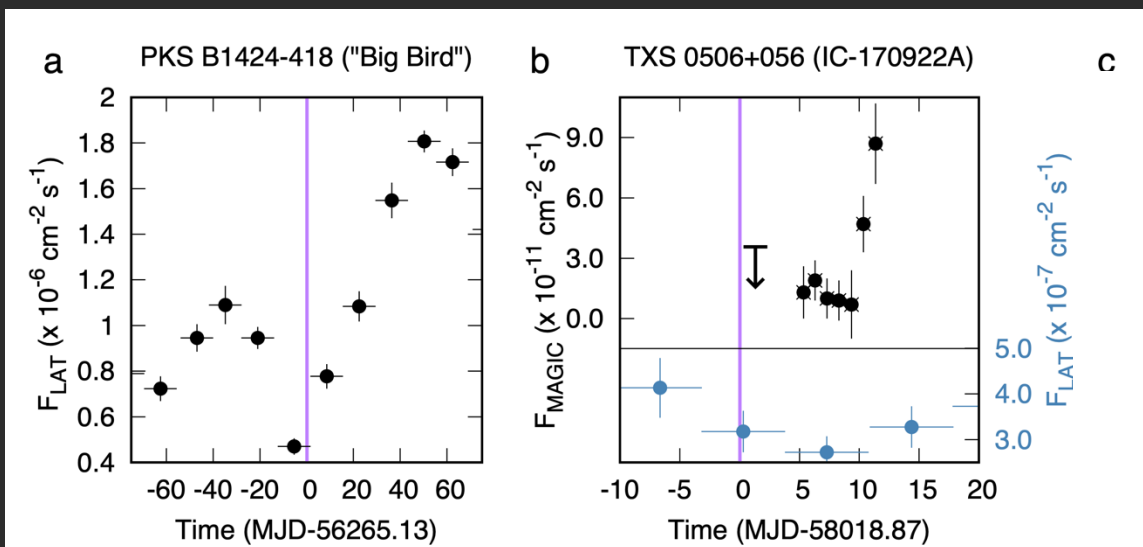 a PKS B1424-418 ("Big Bird")
F_LAT (x 10^-6 cm^-2 s^-1)
2
1.8
1.6
1.4
1.2
1
0.8
0.6
0.4
-60 -40 -20 0 20 40 60
Time (MJD-56265.13)
b TXS 0506+056 (IC-170922A)
F_MAGIC (x 10^-11 cm^-2 s^-1)
9.0
6.0
3.0
0.0
5.0
4.0
3.0
F_LAT (x 10^-7 cm^-2 s^-1)
-10 -5 0 5 10 15 20
Time (MJD-58018.87)
c